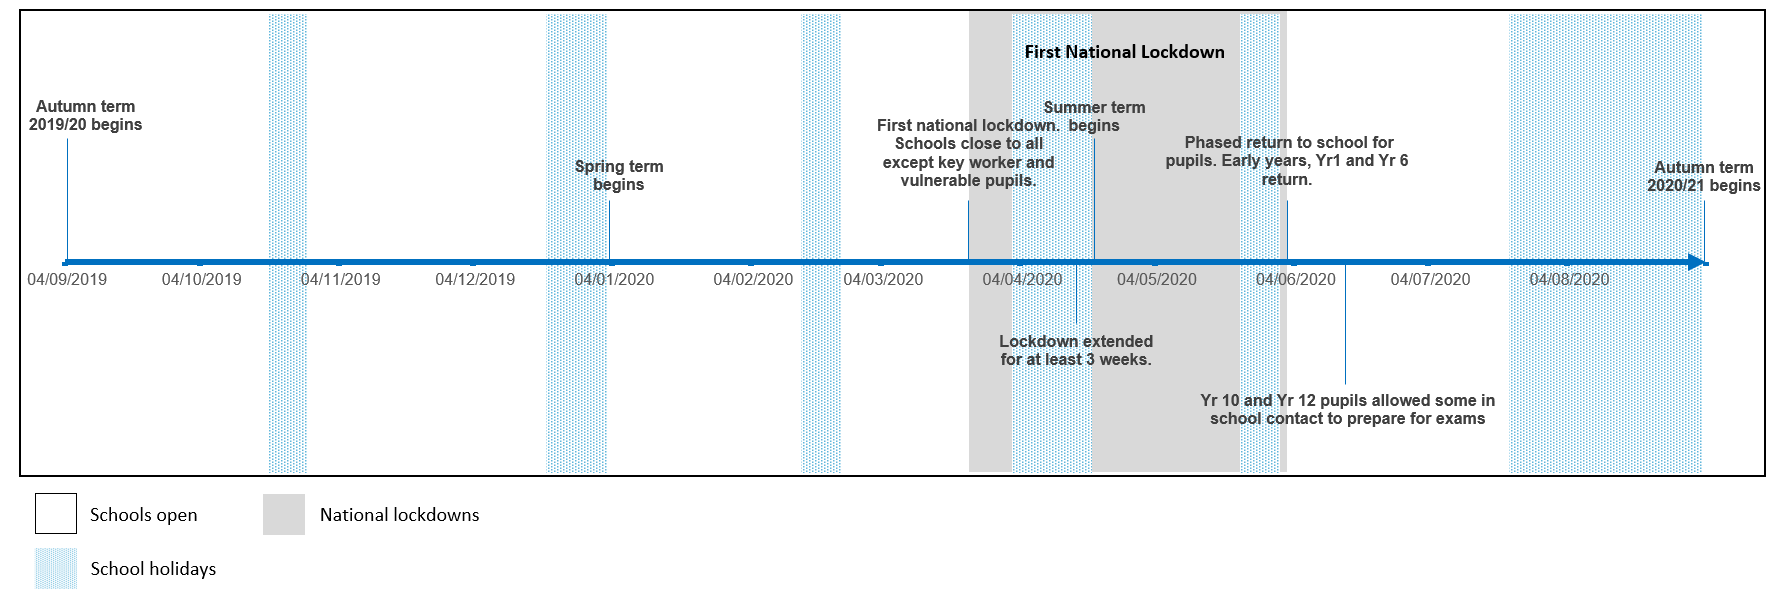 First National Lockdown
Autumn term
2019/20 begins
Spring term
begins
First national lockdown.
Schools close to all
except key worker and
vulnerable pupils.
Summer term
begins
Phased return to school for
pupils. Early years, Yr1 and Yr 6
return.
Autumn term
2020/21 begins
04/09/2019
04/10/2019
04/11/2019
04/12/2019
04/01/2020
04/02/2020
04/03/2020
04/04/2020
04/05/2020
04/06/2020
04/07/2020
04/08/2020
Lockdown extended
for at least 3 weeks.
Yr 10 and Yr 12 pupils allowed some in
school contact to prepare for exams
Schools open
National lockdowns
School holidays